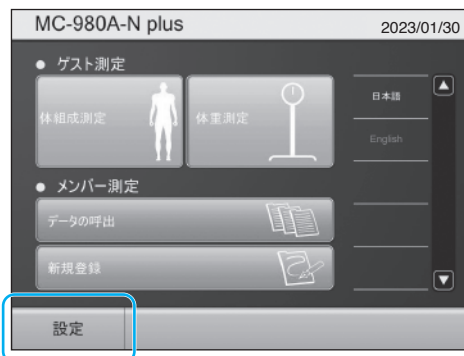 MC-980A-N plus
2023/01/30
● ゲスト測定
体組成測定
体重測定
日本語
English
● メンバー測定
データの呼出
新規登録
設定